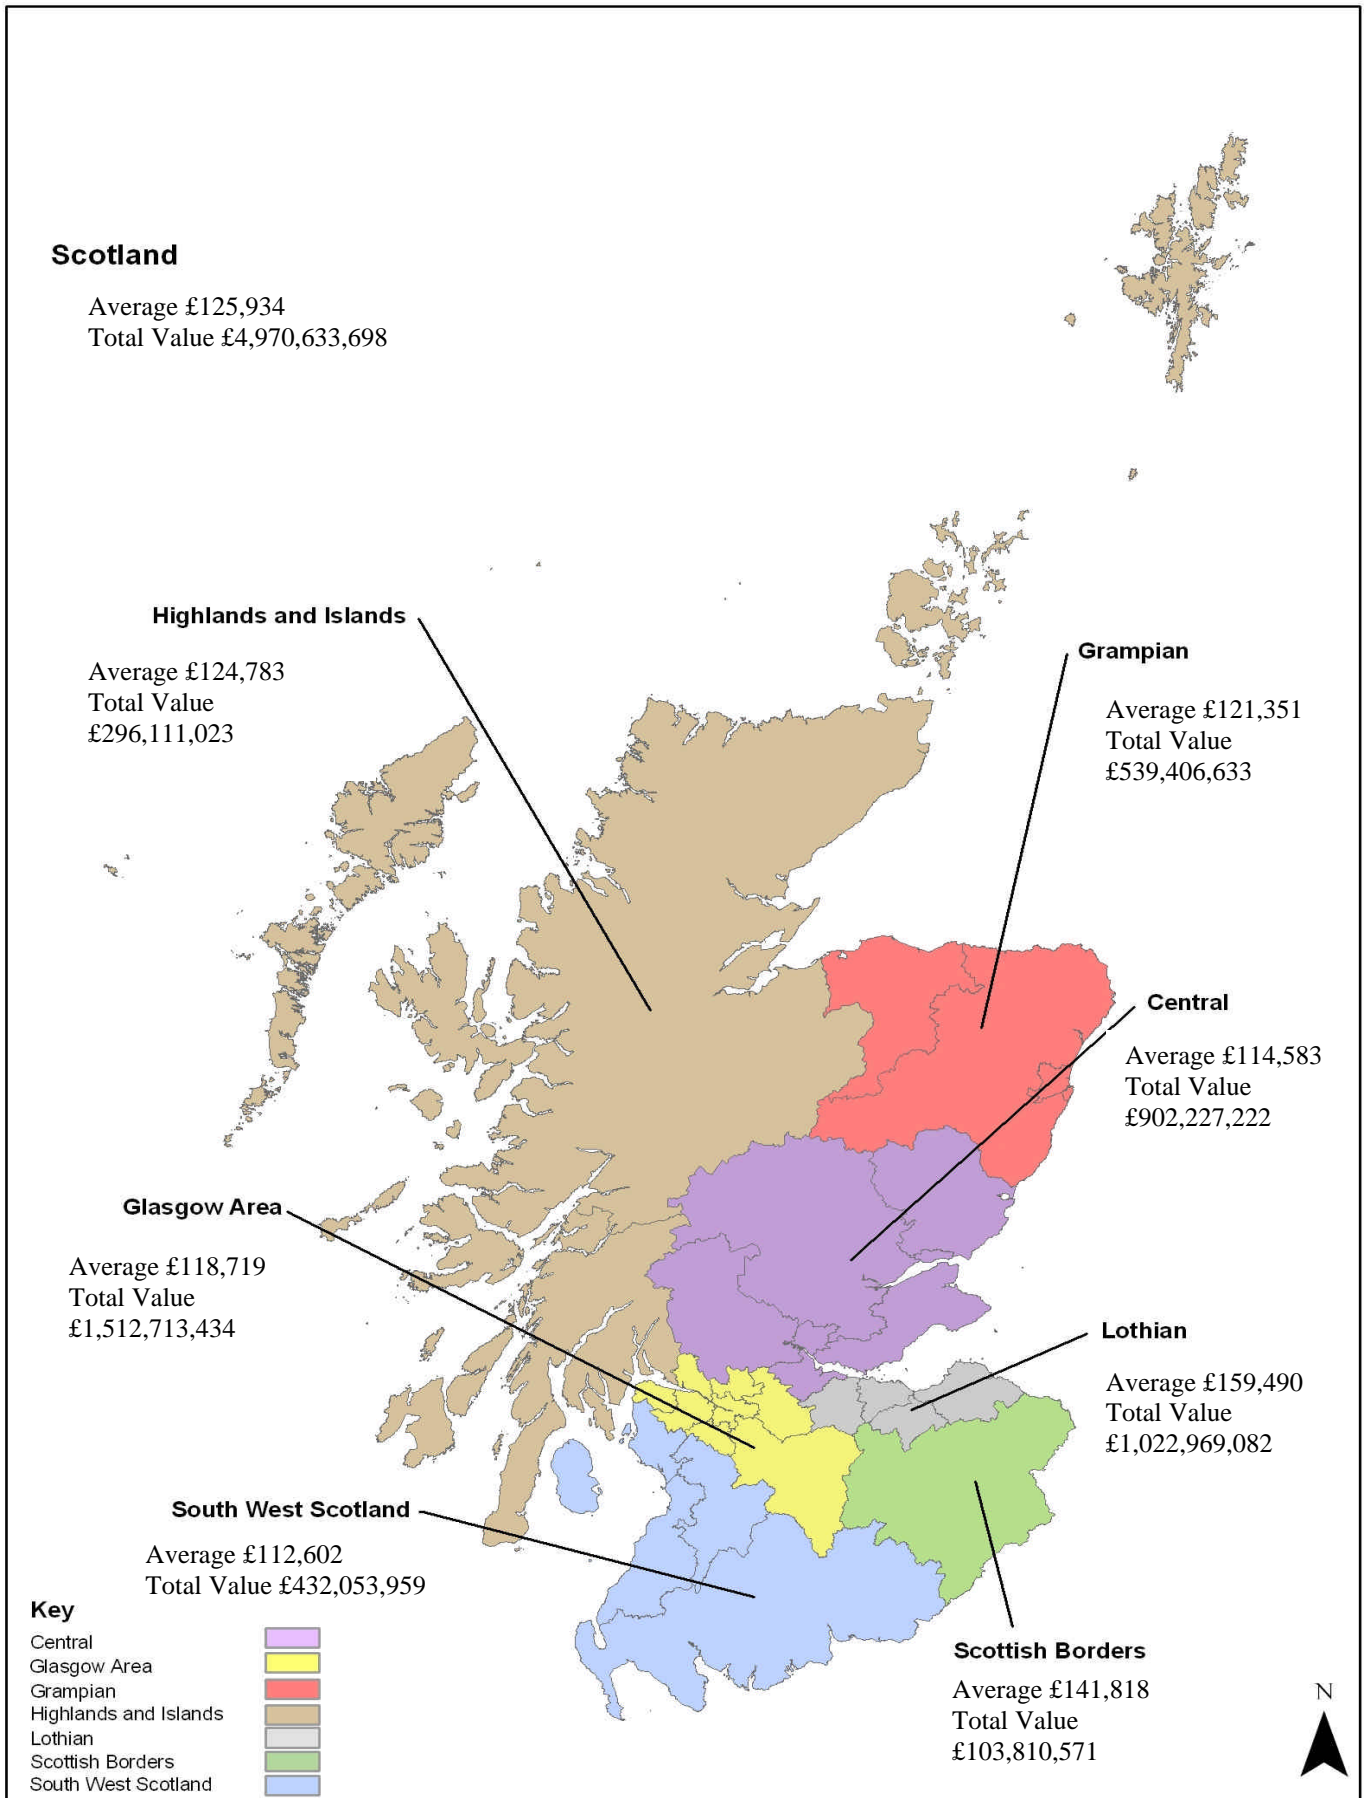 Scotland
Average £125,934
Total Value £4,970,633,698
Highlands and Islands
Average £124,783
Total Value
£296,111,023
Grampian
Average £121,351
Total Value
£539,406,633
Central
Average £114,583
Total Value
£902,227,222
Glasgow Area
Average £118,719
Total Value
£1,512,713,434
Lothian
Average £159,490
Total Value
£1,022,969,082
South West Scotland
Average £112,602
Total Value £432,053,959
Scottish Borders
Average £141,818
Total Value
£103,810,571
Key
Central
Glasgow Area
Grampian
Highlands and Islands
Lothian
Scottish Borders
South West Scotland
N